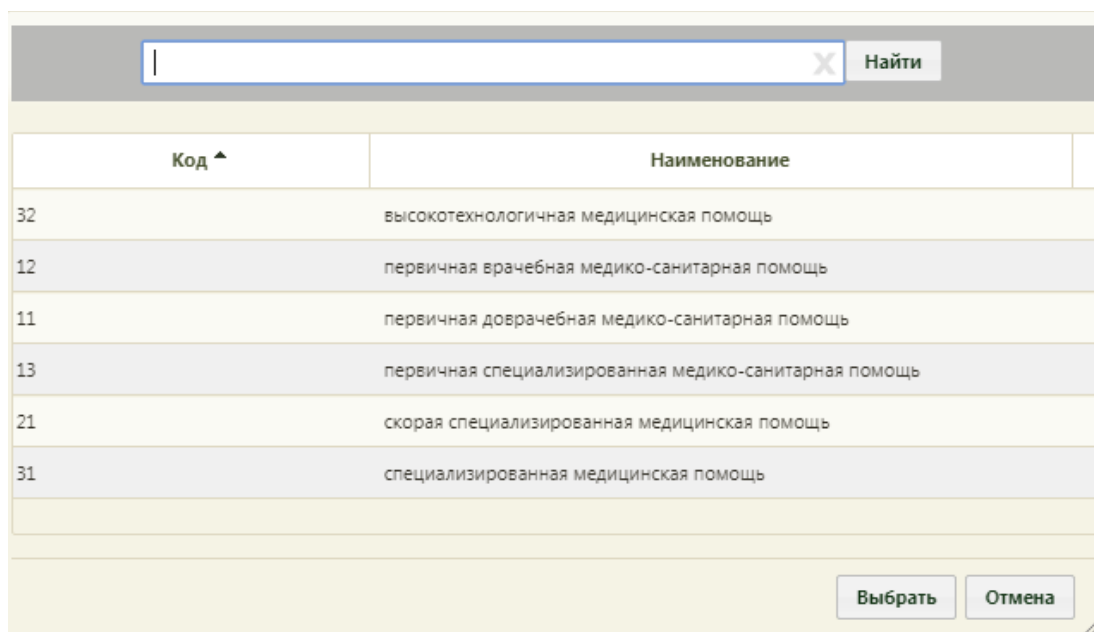 Найти
Код Наименование
32 высокотехнологичная медицинская помощь
12 первичная врачебная медико-санитарная помощь
11 первичная доврачебная медико-санитарная помощь
13 первичная специализированная медико-санитарная помощь
21 скорая специализированная медицинская помощь
31 специализированная медицинская помощь
Выбрать Отмена